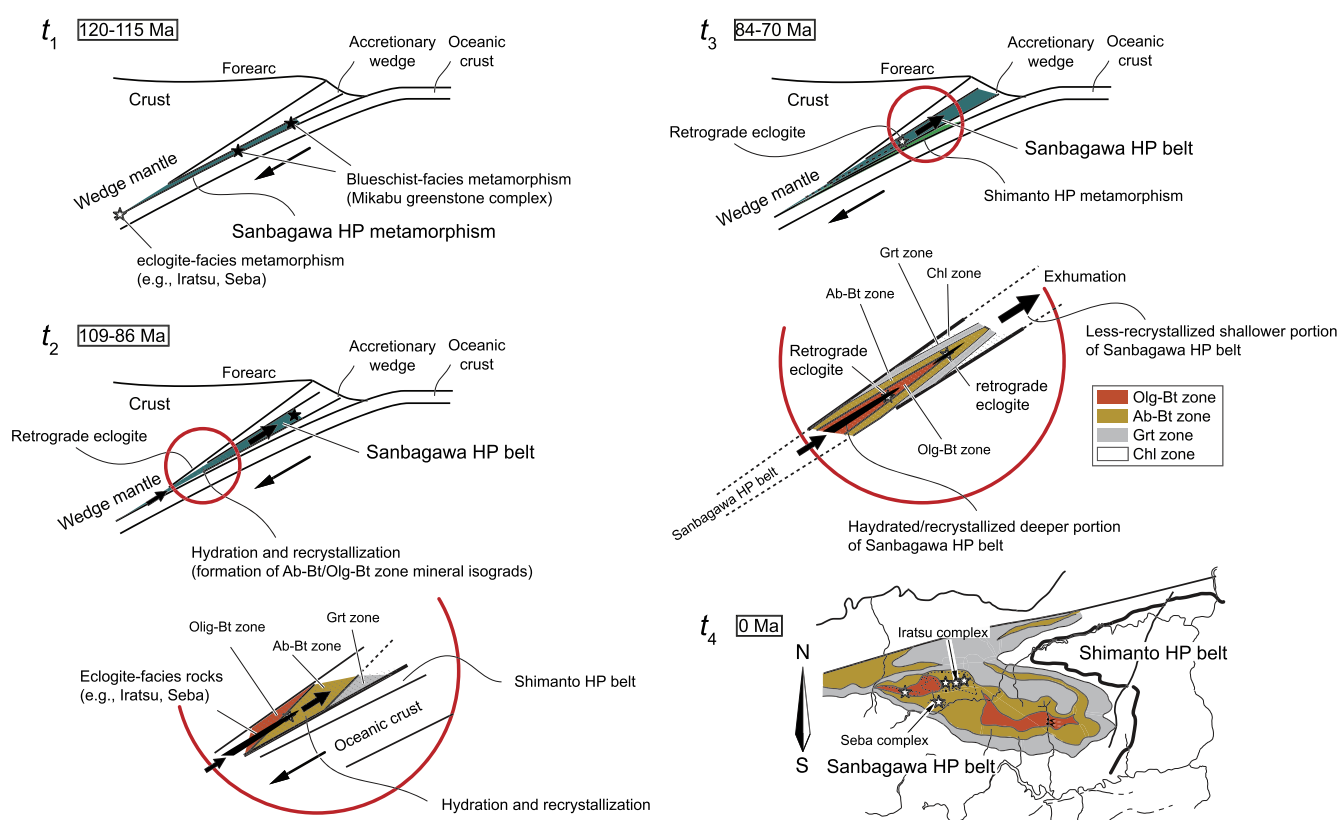 t1 120-115 Ma
Accretionary
wedge
Oceanic
crust
Forearc
Crust
Wedge mantle
Blueschist-facies metamorphism
(Mikabu greenstone complex)
Sanbagawa HP metamorphism
eclogite-facies metamorphism
(e.g., Iratsu, Seba)
t2 109-86 Ma
Accretionary
wedge
Oceanic
crust
Forearc
Crust
Retrograde eclogite
Sanbagawa HP belt
Wedge mantle
Hydration and recrystallization
(formation of Ab-Bt/Olg-Bt zone mineral isograds)
Grt zone
Olig-Bt zone
Ab-Bt zone
Eclogite-facies rocks
(e.g., Iratsu, Seba)
Shimanto HP belt
Oceanic crust
Hydration and recrystallization
t3 84-70 Ma
Accretionary
wedge
Oceanic
crust
Forearc
Crust
Retrograde eclogite
Sanbagawa HP belt
Wedge mantle
Shimanto HP metamorphism
Grt zone
Chl zone
Exhumation
Ab-Bt zone
Less-recrystallized shallower portion
of Sanbagawa HP belt
Retrograde
eclogite
retrograde
eclogite
Olg-Bt zone
Olg-Bt zone
Ab-Bt zone
Grt zone
Chl zone
Sanbagawa HP belt
Haydrated/recrystallized deeper portion
of Sanbagawa HP belt
t4 0 Ma
N
S
Iratsu complex
Shimanto HP belt
Seba complex
Sanbagawa HP belt